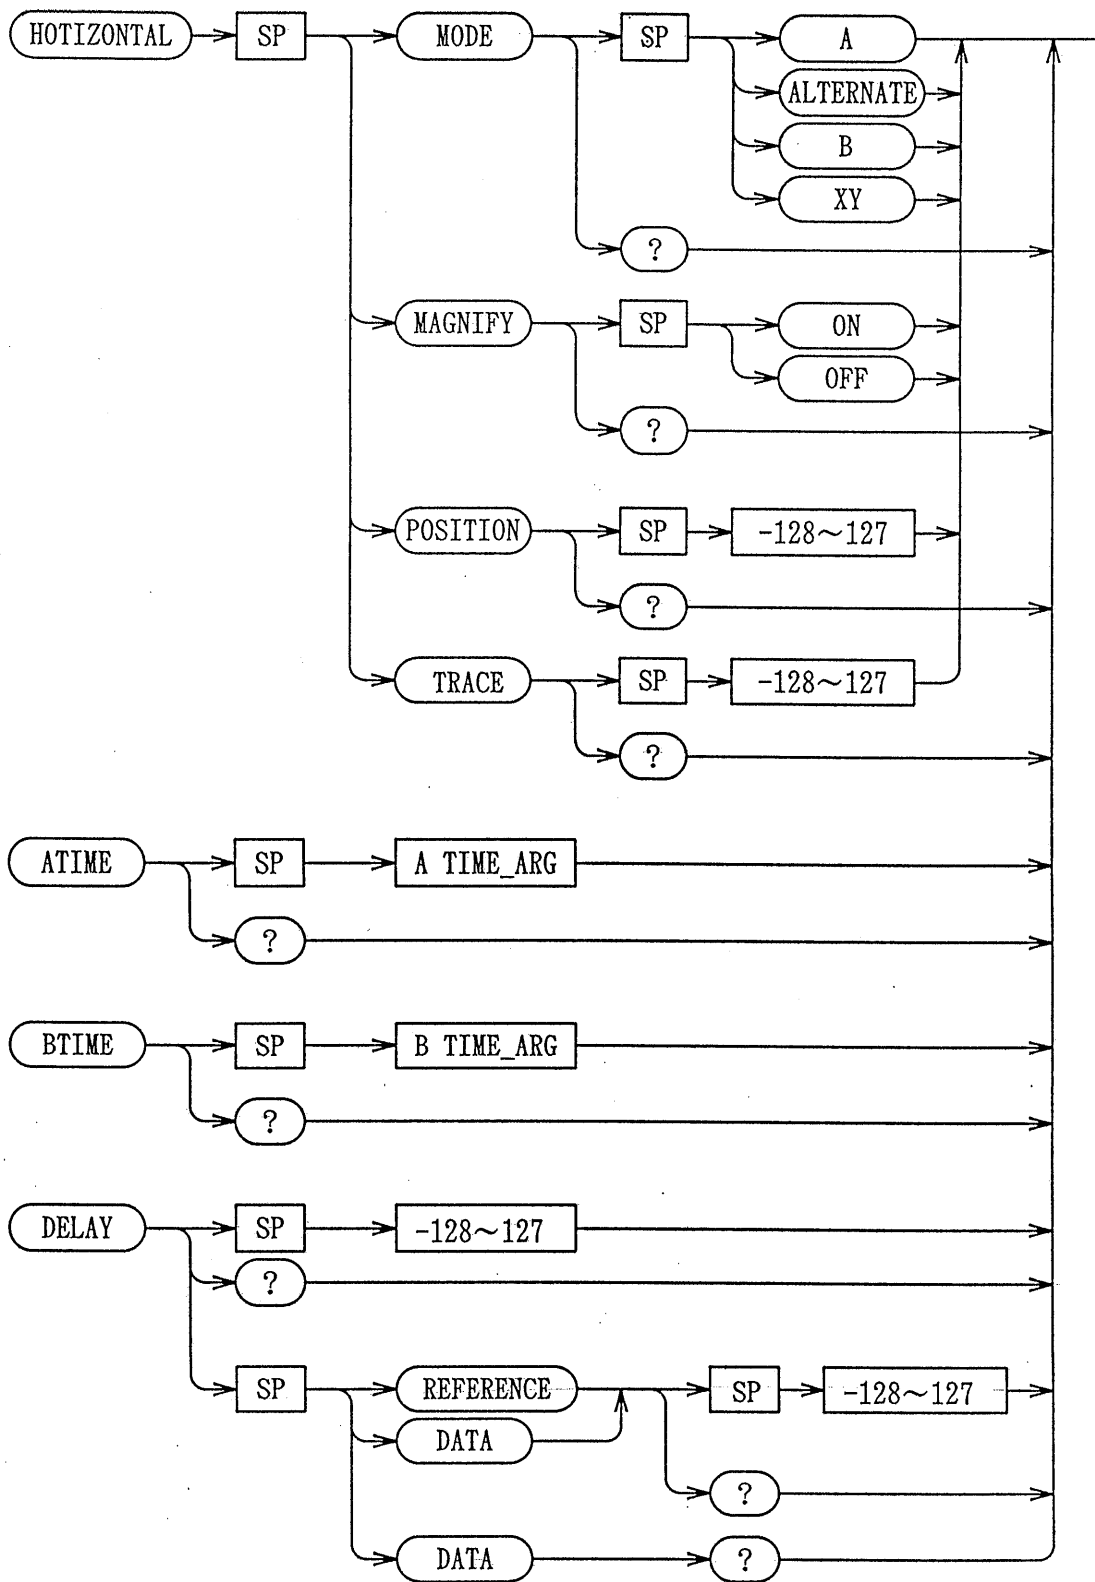 HOTIZONTAL SP MODE SP A
ALTERNATE
B
XY
?
MAGNIFY SP ON
OFF
?
POSITION SP -128～127
?
TRACE SP -128～127
?
ATIME SP A TIME_ARG
?
BTIME SP B TIME_ARG
?
DELAY SP -128～127
?
SP REFERENCE SP -128～127
DATA
?
DATA ?